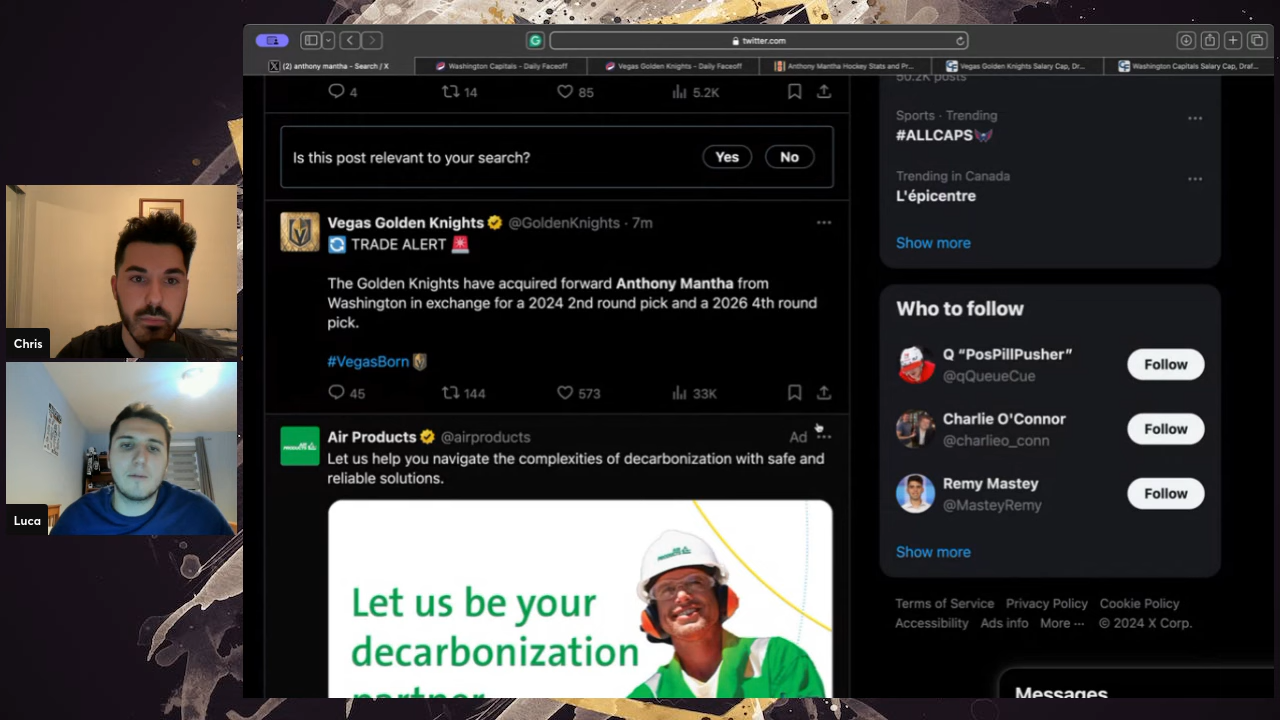 twitter.com
(2) anthony mantha - Search / X
Washington Capitals - Daily Faceoff
Vegas Golden Knights - Daily Faceoff
Anthony Mantha Hockey Stats and Pr...
Vegas Golden Knights Salary Cap, Dr...
Washington Capitals Salary Cap, Draf...
4 14 85 5.2K
Is this post relevant to your search? Yes No
Vegas Golden Knights @GoldenKnights · 7m
TRADE ALERT
The Golden Knights have acquired forward Anthony Mantha from
Washington in exchange for a 2024 2nd round pick and a 2026 4th round
pick.
#VegasBorn
45 144 573 33K
Air Products @airproducts Ad
Let us help you navigate the complexities of decarbonization with safe and
reliable solutions.
Let us be your
decarbonization
partner
50.2K posts
Sports · Trending
#ALLCAPS
Trending in Canada
L'épicentre
Show more
Who to follow
Q “PosPillPusher”
@qQueueCue
Follow
Charlie O'Connor
@charlieo_conn
Follow
Remy Mastey
@MasteyRemy
Follow
Show more
Terms of Service Privacy Policy Cookie Policy
Accessibility Ads info More ··· © 2024 X Corp.
Messages
Chris
Luca